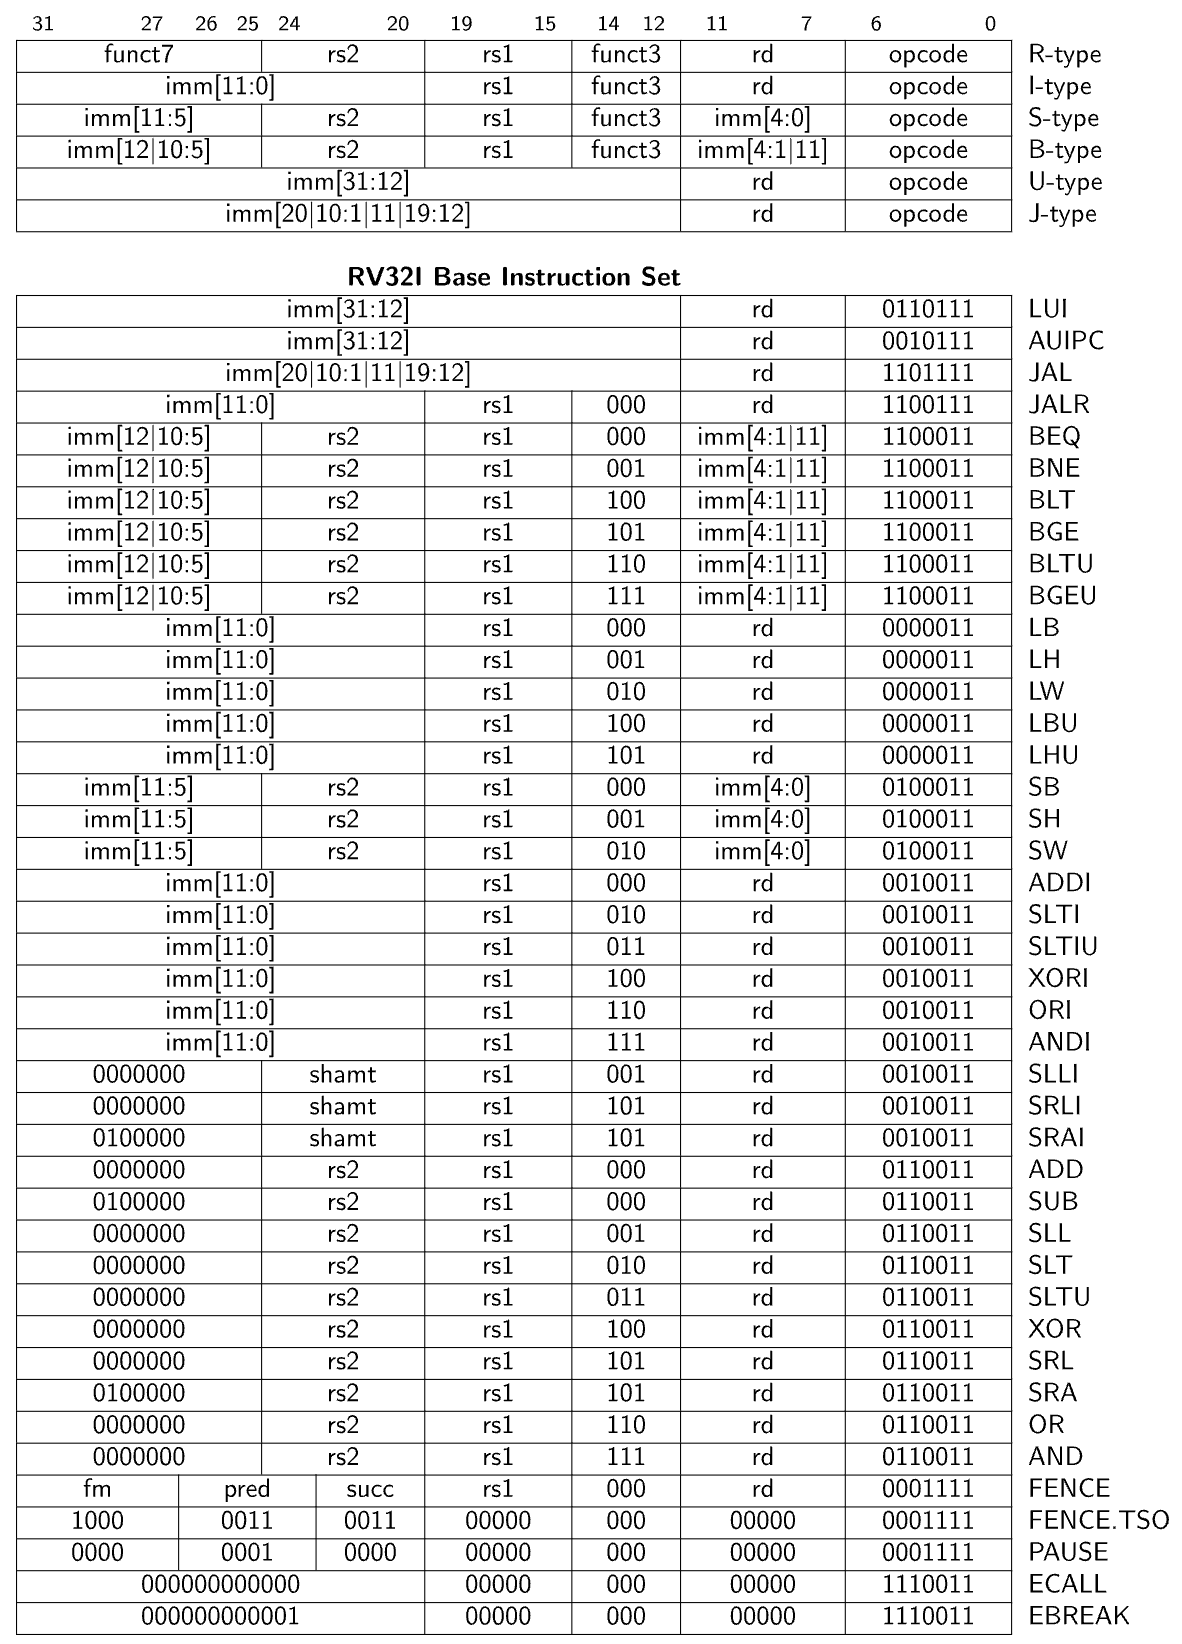 31 27 26 25 24 20 19 15 14 12 11 7 6 0
funct7 rs2 rs1 funct3 rd opcode R-type
imm[11:0] rs1 funct3 rd opcode I-type
imm[11:5] rs2 rs1 funct3 imm[4:0] opcode S-type
imm[12|10:5] rs2 rs1 funct3 imm[4:1|11] opcode B-type
imm[31:12] rd opcode U-type
imm[20|10:1|11|19:12] rd opcode J-type
RV32I Base Instruction Set
imm[31:12] rd 0110111 LUI
imm[31:12] rd 0010111 AUIPC
imm[20|10:1|11|19:12] rd 1101111 JAL
imm[11:0] rs1 000 rd 1100111 JALR
imm[12|10:5] rs2 rs1 000 imm[4:1|11] 1100011 BEQ
imm[12|10:5] rs2 rs1 001 imm[4:1|11] 1100011 BNE
imm[12|10:5] rs2 rs1 100 imm[4:1|11] 1100011 BLT
imm[12|10:5] rs2 rs1 101 imm[4:1|11] 1100011 BGE
imm[12|10:5] rs2 rs1 110 imm[4:1|11] 1100011 BLTU
imm[12|10:5] rs2 rs1 111 imm[4:1|11] 1100011 BGEU
imm[11:0] rs1 000 rd 0000011 LB
imm[11:0] rs1 001 rd 0000011 LH
imm[11:0] rs1 010 rd 0000011 LW
imm[11:0] rs1 100 rd 0000011 LBU
imm[11:0] rs1 101 rd 0000011 LHU
imm[11:5] rs2 rs1 000 imm[4:0] 0100011 SB
imm[11:5] rs2 rs1 001 imm[4:0] 0100011 SH
imm[11:5] rs2 rs1 010 imm[4:0] 0100011 SW
imm[11:0] rs1 000 rd 0010011 ADDI
imm[11:0] rs1 010 rd 0010011 SLTI
imm[11:0] rs1 011 rd 0010011 SLTIU
imm[11:0] rs1 100 rd 0010011 XORI
imm[11:0] rs1 110 rd 0010011 ORI
imm[11:0] rs1 111 rd 0010011 ANDI
0000000 shamt rs1 001 rd 0010011 SLLI
0000000 shamt rs1 101 rd 0010011 SRLI
0100000 shamt rs1 101 rd 0010011 SRAI
0000000 rs2 rs1 000 rd 0110011 ADD
0100000 rs2 rs1 000 rd 0110011 SUB
0000000 rs2 rs1 001 rd 0110011 SLL
0000000 rs2 rs1 010 rd 0110011 SLT
0000000 rs2 rs1 011 rd 0110011 SLTU
0000000 rs2 rs1 100 rd 0110011 XOR
0000000 rs2 rs1 101 rd 0110011 SRL
0100000 rs2 rs1 101 rd 0110011 SRA
0000000 rs2 rs1 110 rd 0110011 OR
0000000 rs2 rs1 111 rd 0110011 AND
fm pred succ rs1 000 rd 0001111 FENCE
1000 0011 0011 00000 000 00000 0001111 FENCE.TSO
0000 0001 0000 00000 000 00000 0001111 PAUSE
000000000000 00000 000 00000 1110011 ECALL
000000000001 00000 000 00000 1110011 EBREAK